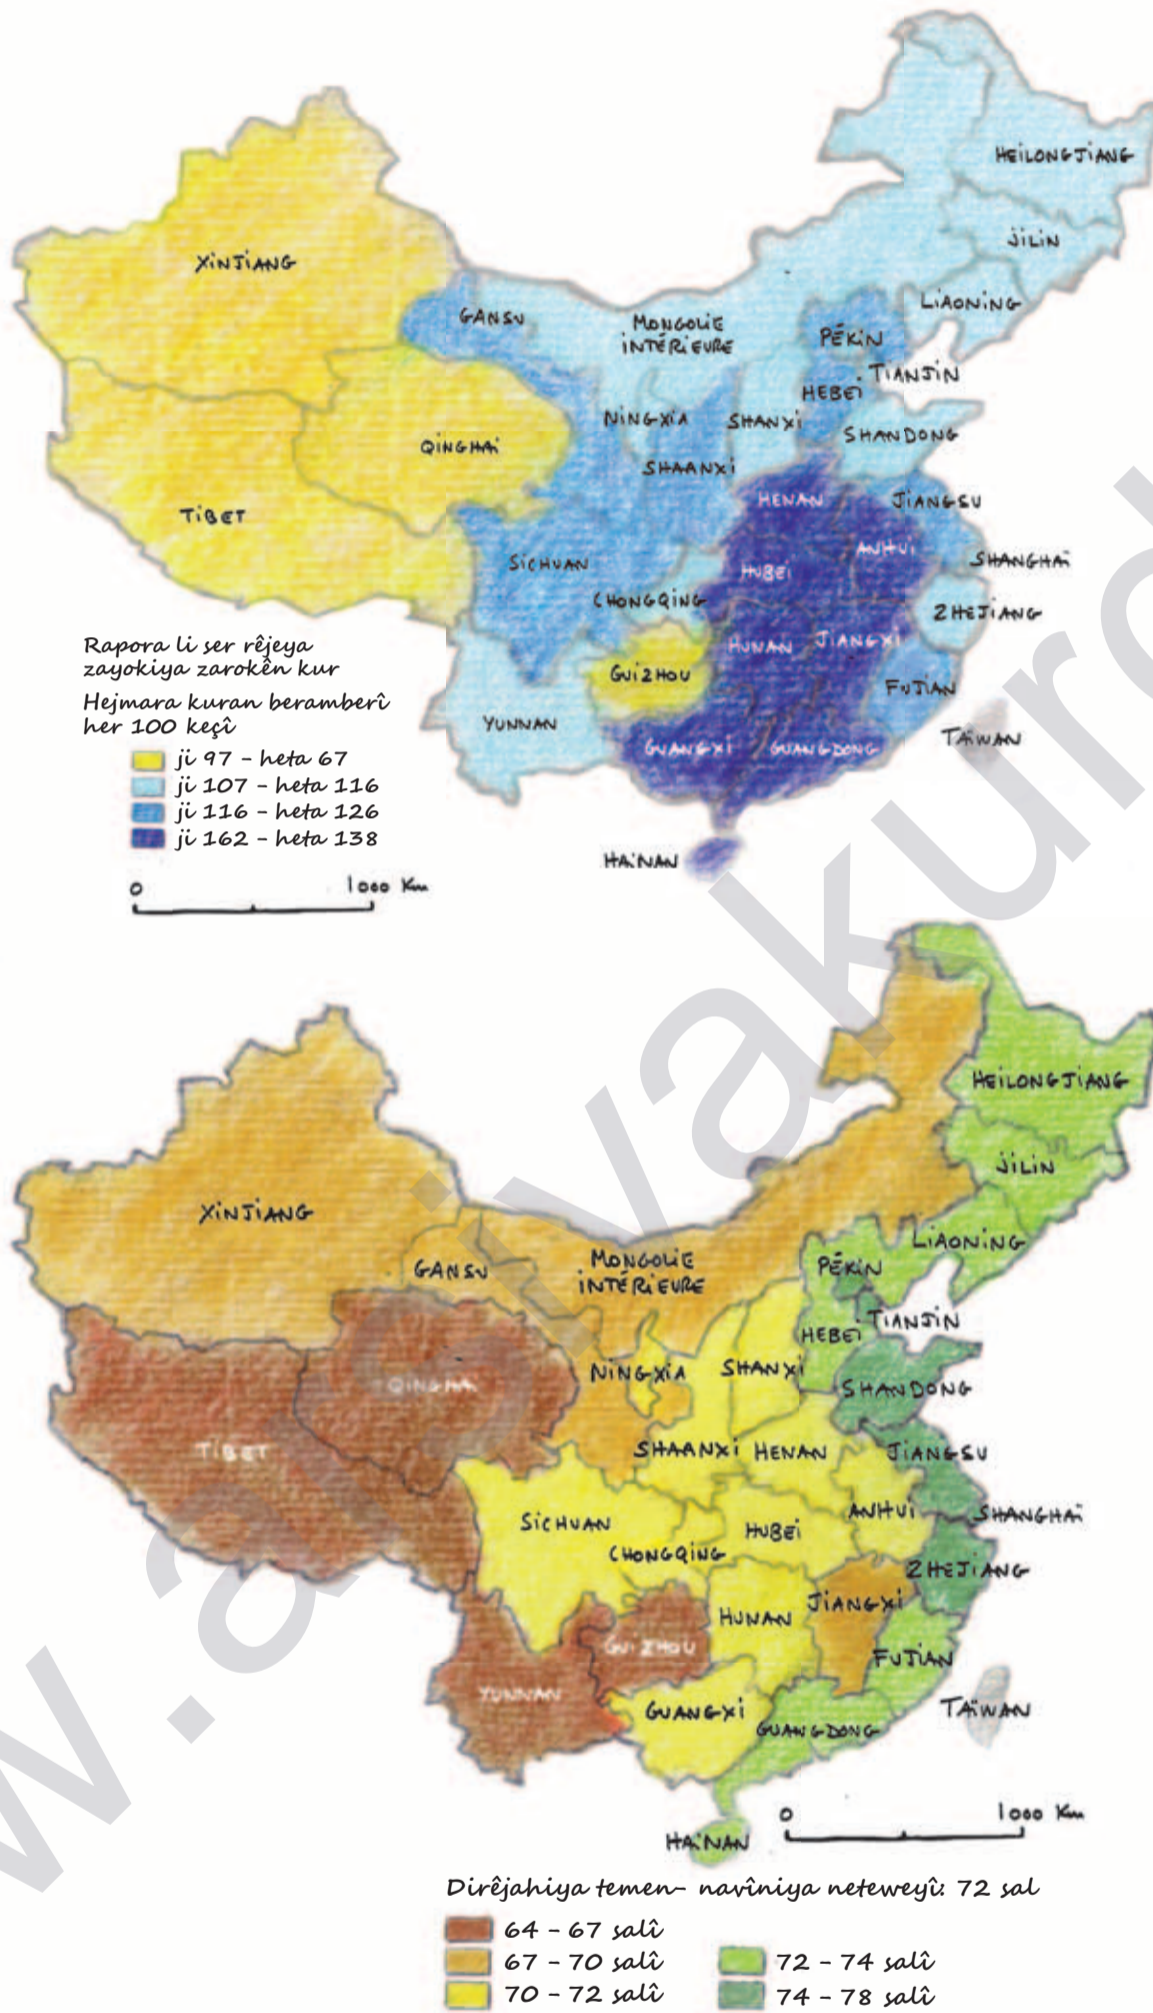 HEILONGJIANG
XINJIANG
JILIN
GANSU
LIAONING
MONGOLIE
INTÉRIEURE
PÉKIN
TIANJIN
HEBEI
NINGXIA
SHANXI
SHANDONG
QINGHAI
SHAANXI
HENAN
JIANGSU
TIBET
ANHUI
SHANGHAÏ
SICHUAN
HUBEI
CHONGQING
ZHEJIANG
HUNAN
JIANGXI
GUIZHOU
FUJIAN
YUNNAN
GUANGXI
GUANGDONG
TAÏWAN
HAÏNAN
Rapora li ser rêjeya
zayokiya zarokên kur
Hejmara kuran beramberî
her 100 keçî
ji 97 - heta 67
ji 107 - heta 116
ji 116 - heta 126
ji 162 - heta 138
0 1000 Km
HEILONGJIANG
JILIN
XINJIANG
LIAONING
GANSU
MONGOLIE
INTÉRIEURE
PÉKIN
TIANJIN
HEBEI
NINGXIA
SHANXI
SHANDONG
QINGHAI
TIBET
SHAANXI
HENAN
JIANGSU
ANHUI
SHANGHAÏ
SICHUAN
HUBEI
CHONGQING
ZHEJIANG
JIANGXI
HUNAN
GUIZHOU
FUJIAN
YUNNAN
GUANGXI
GUANGDONG
TAÏWAN
HAÏNAN
0 1000 Km
Dirêjahiya temen- navîniya neteweyî: 72 sal
64 - 67 salî
67 - 70 salî
70 - 72 salî
72 - 74 salî
74 - 78 salî